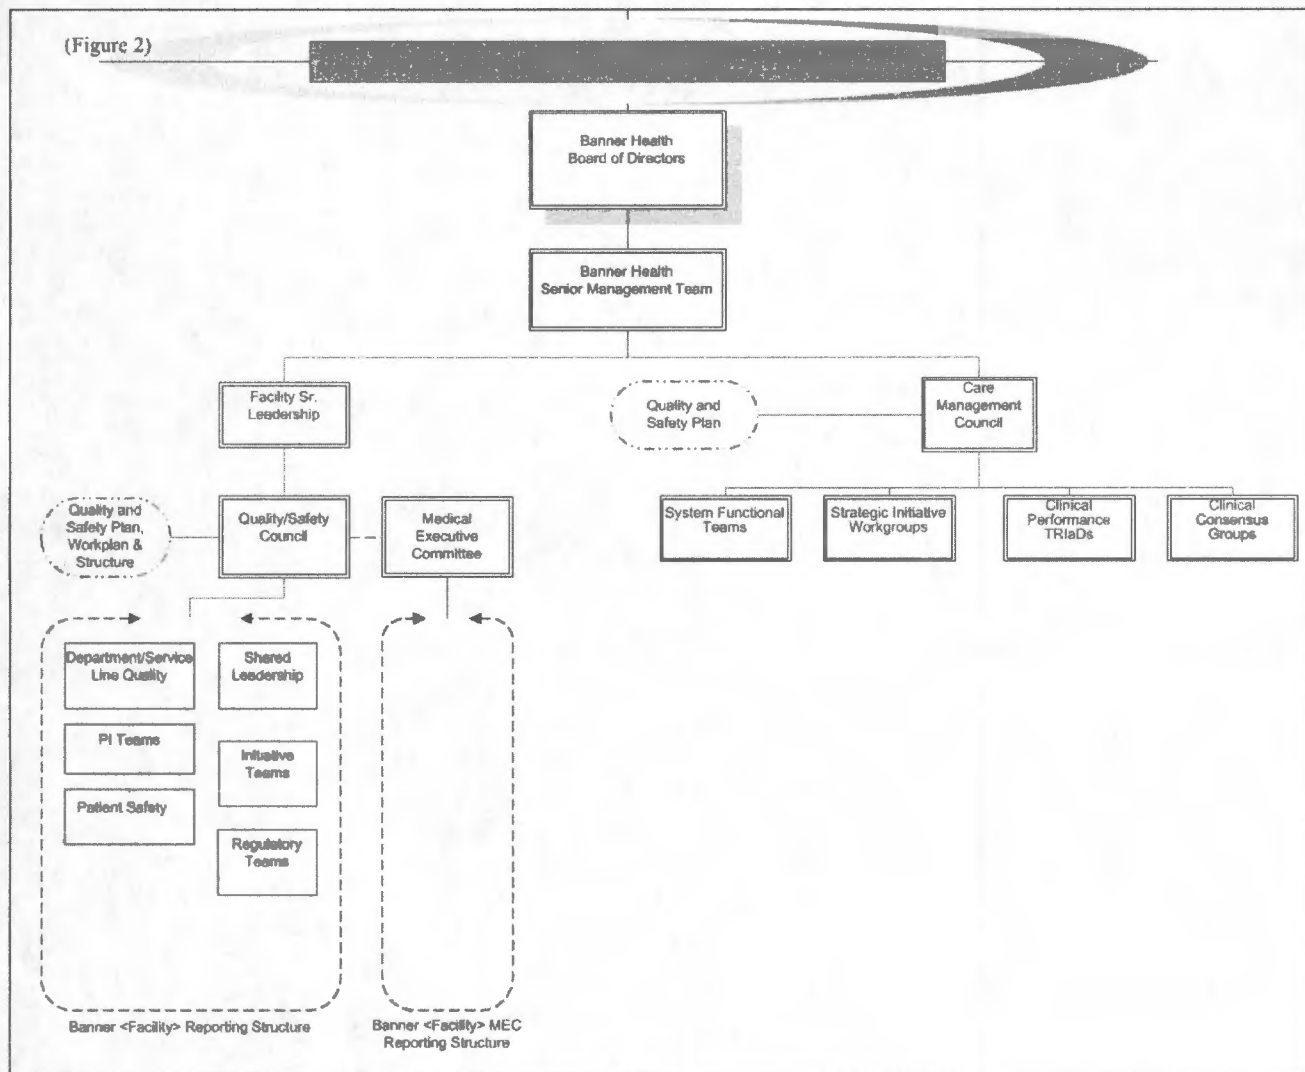 (Figure 2)
Banner Health
Board of Directors
Banner Health
Senior Management Team
Facility Sr.
Leadership
Quality and
Safety Plan
Care
Management
Council
Quality and
Safety Plan,
Workplan &
Structure
Quality/Safety
Council
Medical
Executive
Committee
System Functional
Teams
Strategic Initiative
Workgroups
Clinical
Performance
TRIaDs
Clinical
Consensus
Groups
Department/Service
Line Quality
Shared
Leadership
PI Teams
Initiative
Teams
Patient Safety
Regulatory
Teams
Banner <Facility> Reporting Structure
Banner <Facility> MEC
Reporting Structure